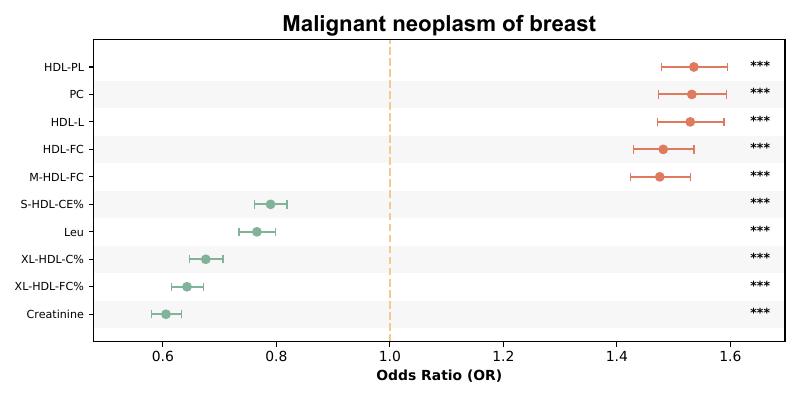 Malignant neoplasm of breast
HDL-PL ***
PC ***
HDL-L ***
HDL-FC ***
M-HDL-FC ***
S-HDL-CE% ***
Leu ***
XL-HDL-C% ***
XL-HDL-FC% ***
Creatinine ***
0.6 0.8 1.0 1.2 1.4 1.6
Odds Ratio (OR)